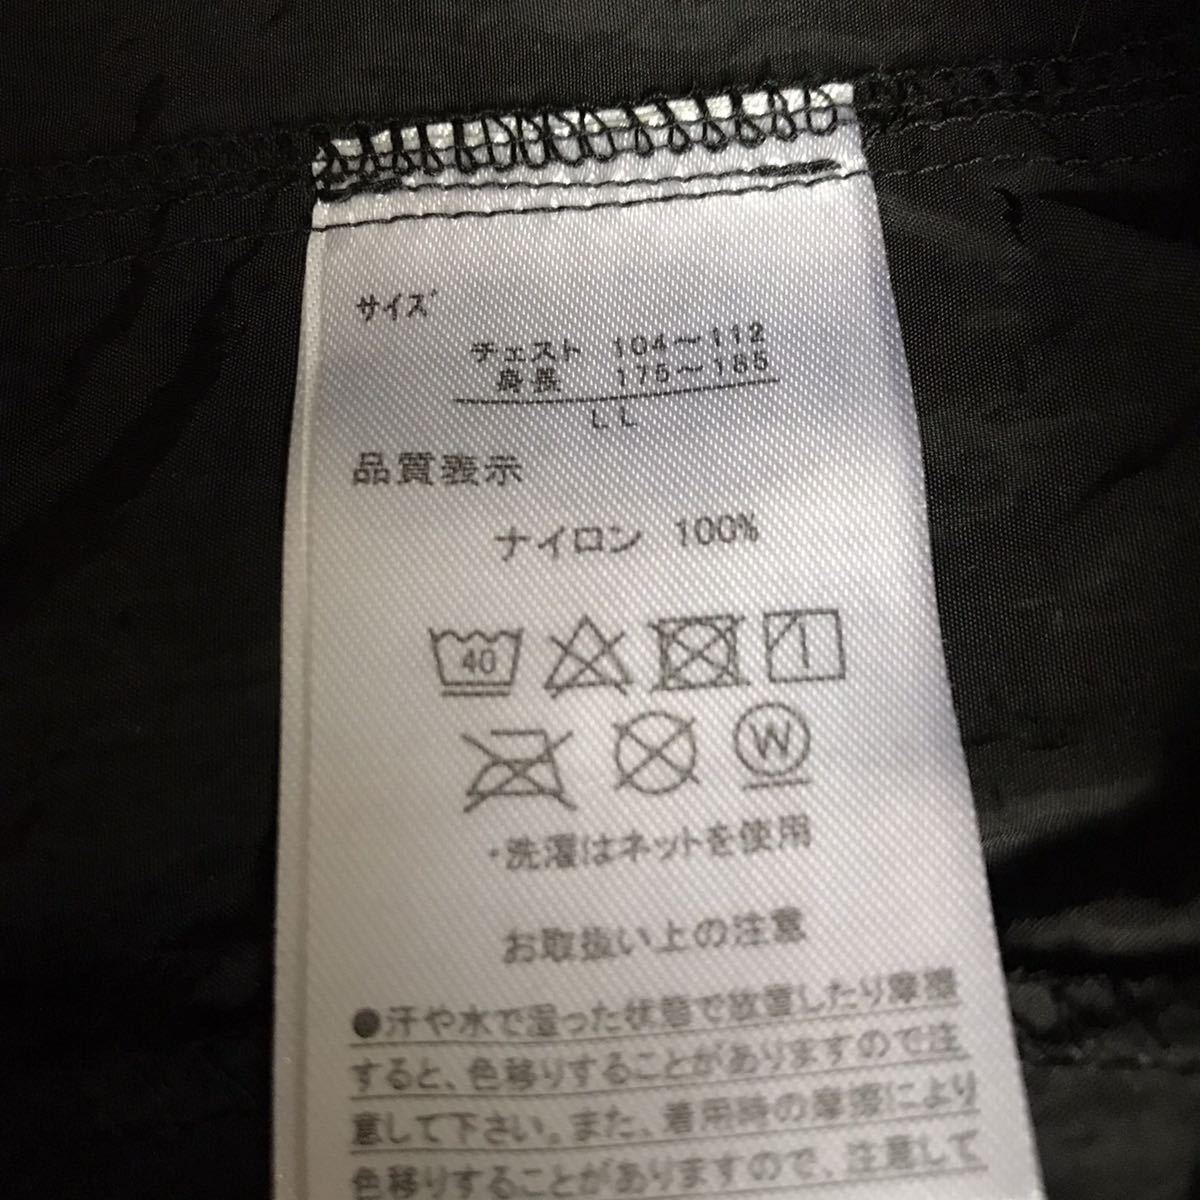 サイズ
チェスト 104〜112
身長 175〜185
LL
品質表示
ナイロン 100%
40
W
・洗濯はネットを使用
お取扱い上の注意
●汗や水で湿った状態で放置したり摩擦
すると、色移りすることがありますので注
意して下さい。また、着用時の摩擦により
色移りすることがありますので、注意して